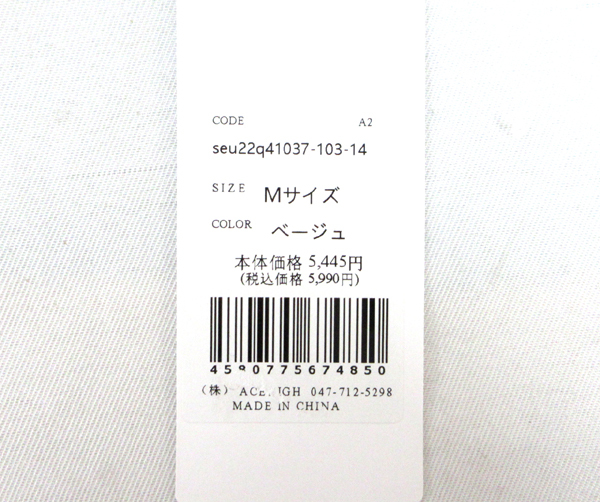 CODE A2
seu22q41037-103-14
SIZE Mサイズ
COLOR ベージュ
本体価格 5,445円
(税込価格 5,990円)
4580775674850
(株) 047-712-5298
MADE IN CHINA